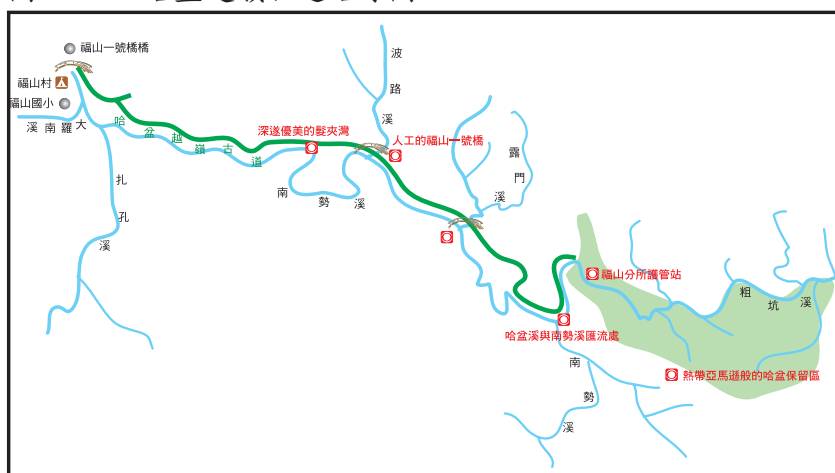 福山一號橋橋
福山村
福山國小
大羅南溪
哈盆越嶺古道
扎孔溪
深邃優美的髮夾灣
波路溪
人工的福山一號橋
南勢溪
露門溪
福山分所護管站
粗坑溪
哈盆溪與南勢溪匯流處
熱帶亞馬遜般的哈盆保留區
南勢溪